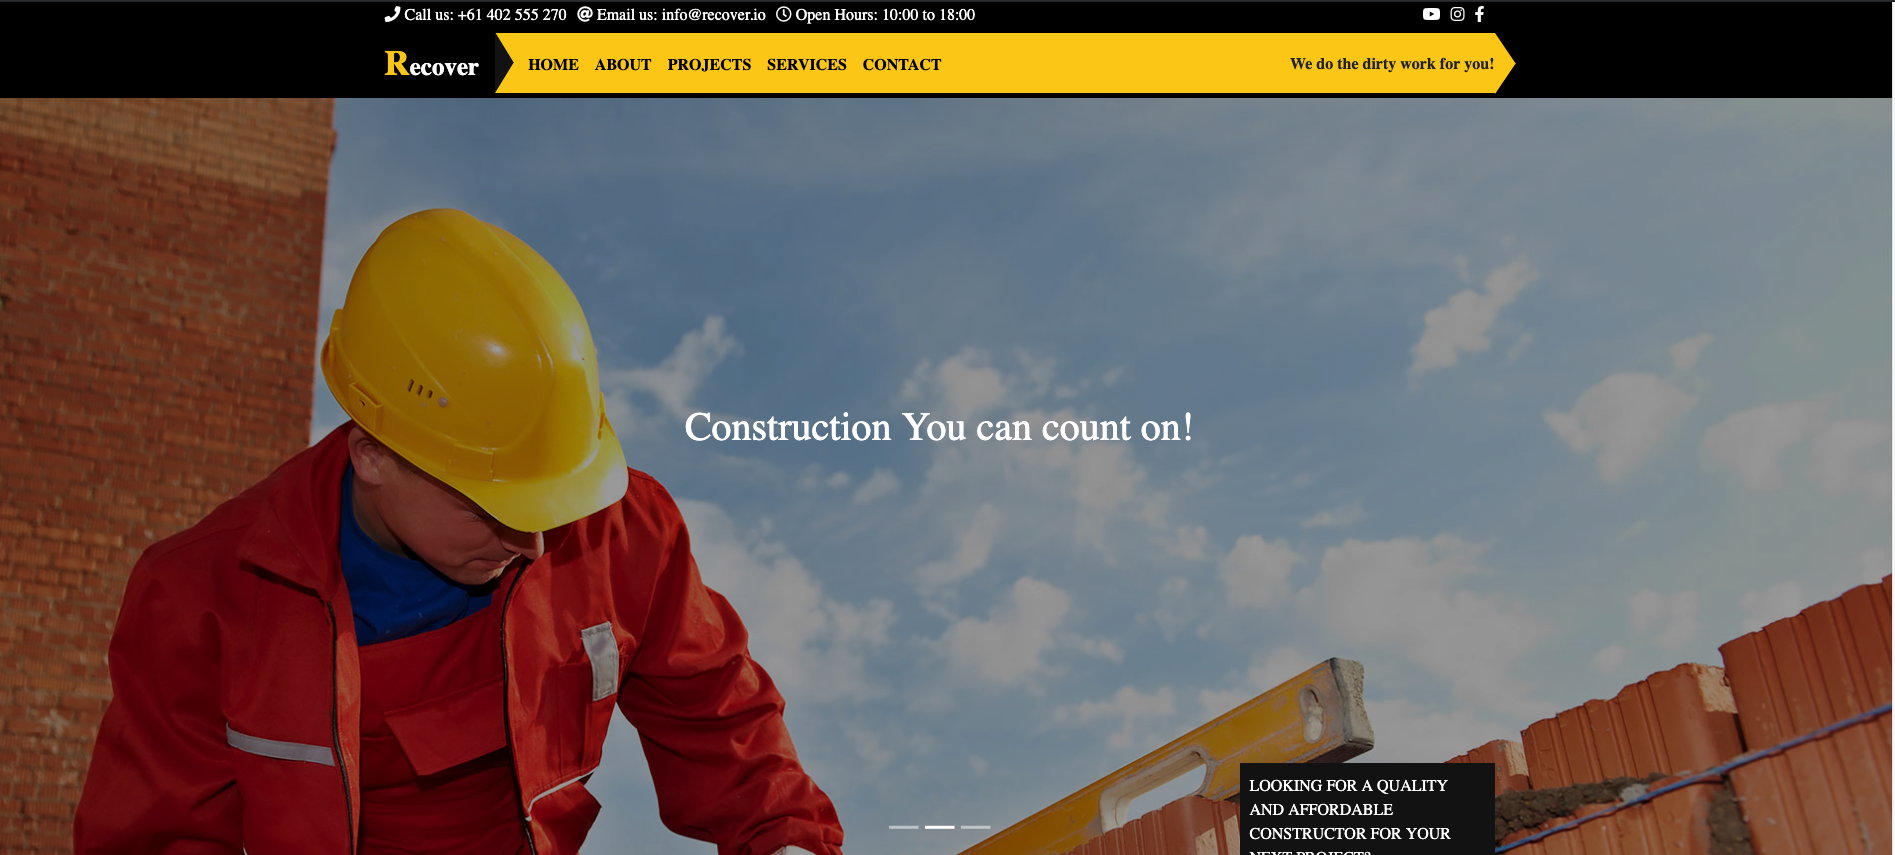 Call us: +61 402 555 270 @ Email us: info@recover.io Open Hours: 10:00 to 18:00
Recover HOME ABOUT PROJECTS SERVICES CONTACT We do the dirty work for you!
Construction You can count on!
LOOKING FOR A QUALITY
AND AFFORDABLE
CONSTRUCTOR FOR YOUR
NEXT PROJECT?